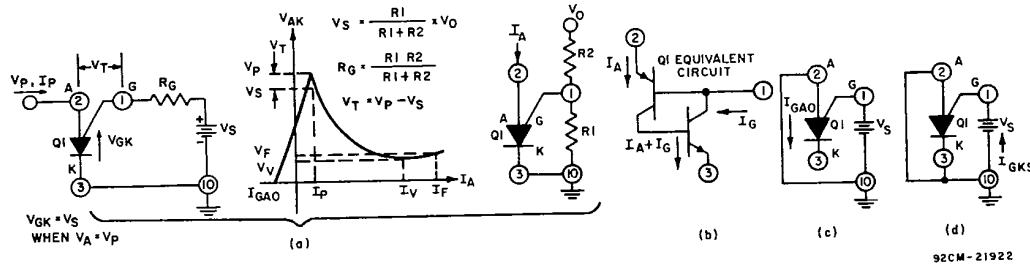 VP, IP
A
VT
G
2
1
RG
VGK
Q1
K
3
+
VS
-
10
VGK = VS
WHEN VA = VP
VAK
VT
VP
VS
VF
VV
IGAO
IP
IV
IF
IA
VS = R1 / R1 + R2 x VO
RG = R1 R2 / R1 + R2
VT = VP - VS
(a)
VO
IA
R2
2
1
A
G
Q1
K
R1
3
10
2
IA
Q1 EQUIVALENT
CIRCUIT
1
IG
IA + IG
3
(b)
2
A
G
1
IGAO
Q1
VS
K
3
10
(c)
2
A
G
1
Q1
VS
K
IGKS
3
10
(d)
92CM-21922